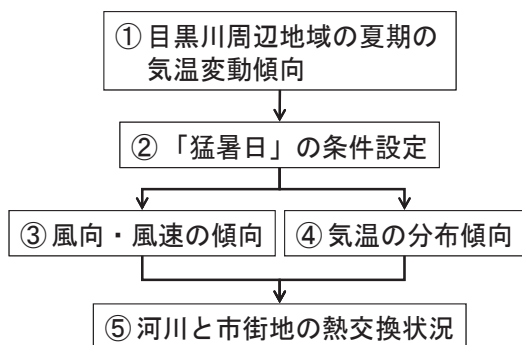 ① 目黒川周辺地域の夏期の
気温変動傾向
② 「猛暑日」の条件設定
③ 風向・風速の傾向
④ 気温の分布傾向
⑤ 河川と市街地の熱交換状況